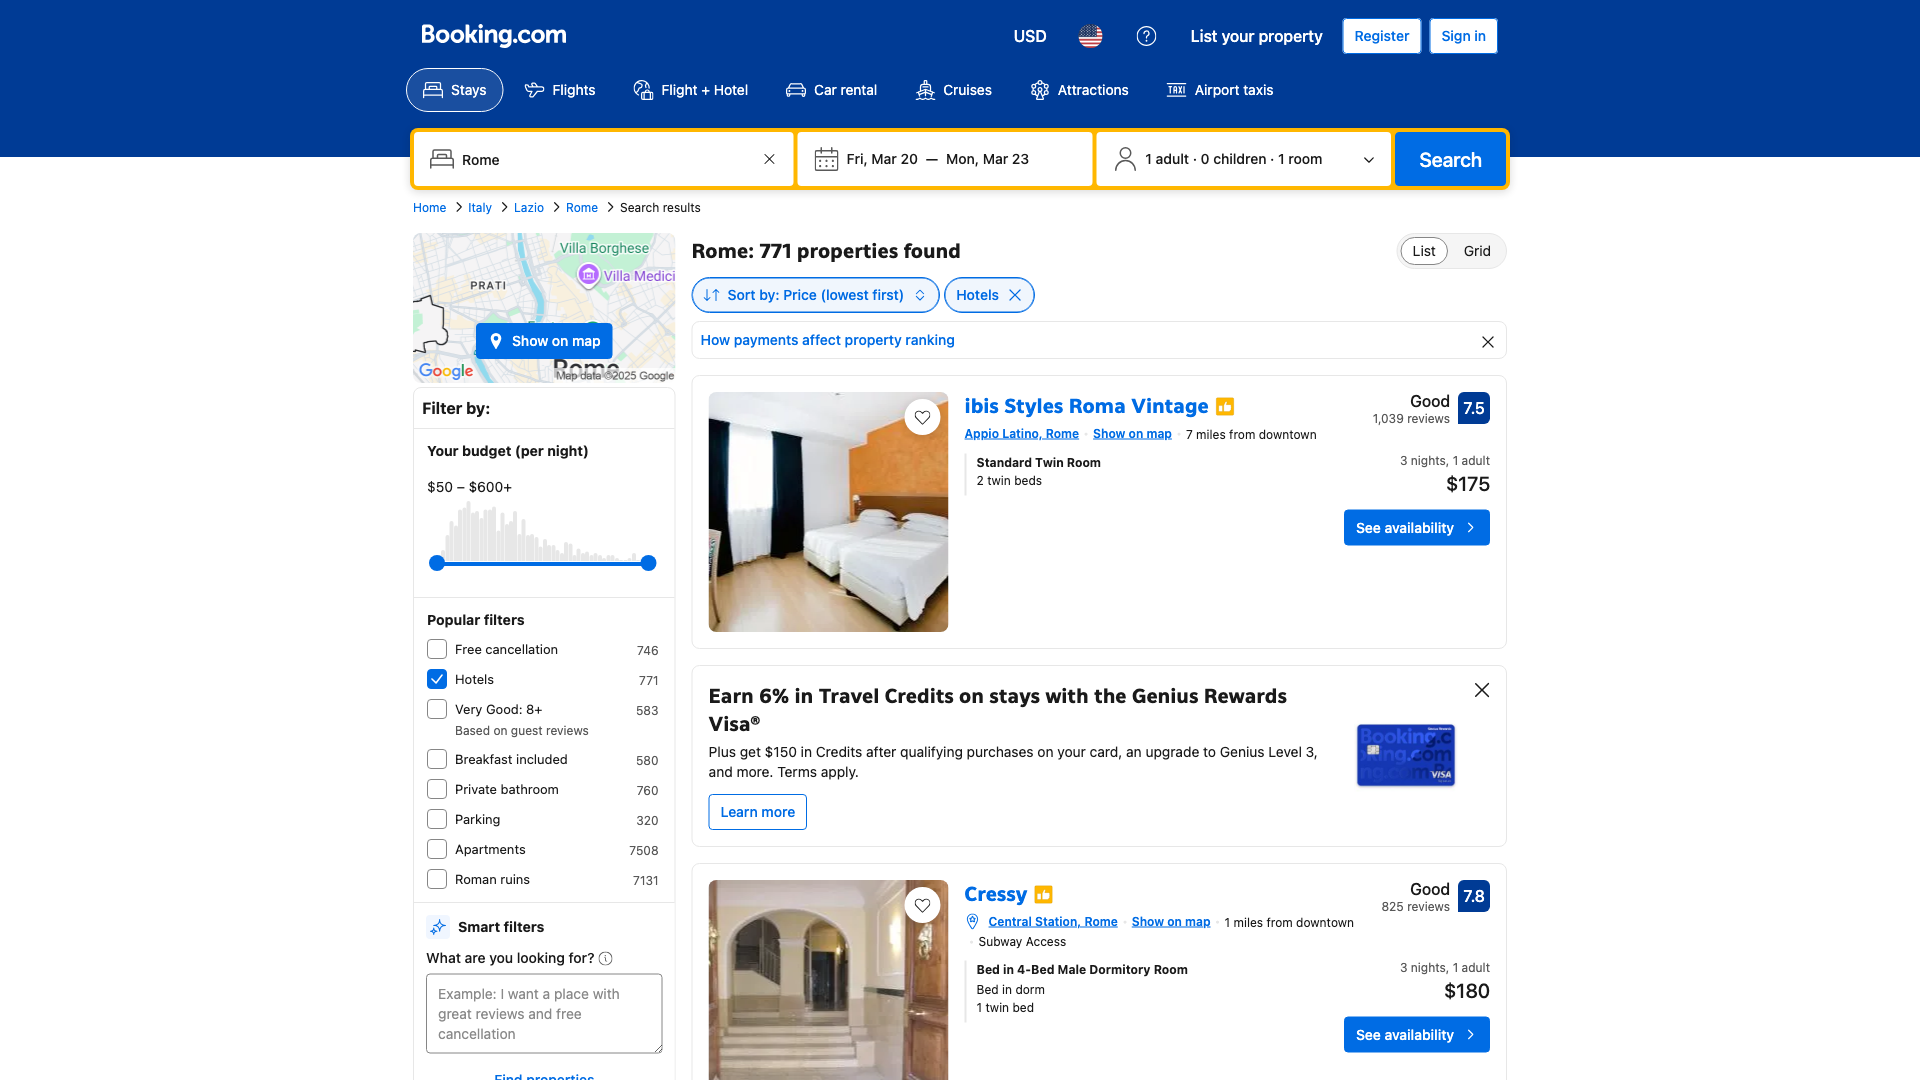 Booking.com
USD
List your property
Register
Sign in
Stays
Flights
Flight + Hotel
Car rental
Cruises
Attractions
TAXI
Airport taxis
Rome
Fri, Mar 20 — Mon, Mar 23
1 adult · 0 children · 1 room
Search
Home
Italy
Lazio
Rome
Search results
Villa Borghese
Villa Medici
PRATI
Show on map
Rome
Google
Map data ©2025 Google
Filter by:
Your budget (per night)
$50 – $600+
Popular filters
Free cancellation 746
Hotels 771
Very Good: 8+ 583
Based on guest reviews
Breakfast included 580
Private bathroom 760
Parking 320
Apartments 7508
Roman ruins 7131
Smart filters
What are you looking for?
Example: I want a place with
great reviews and free
cancellation
Find properties
Rome: 771 properties found
List
Grid
Sort by: Price (lowest first)
Hotels
How payments affect property ranking
ibis Styles Roma Vintage
Appio Latino, Rome · Show on map · 7 miles from downtown
Standard Twin Room
2 twin beds
Good
1,039 reviews
7.5
3 nights, 1 adult
$175
See availability
Earn 6% in Travel Credits on stays with the Genius Rewards
Visa®
Plus get $150 in Credits after qualifying purchases on your card, an upgrade to Genius Level 3,
and more. Terms apply.
Learn more
VISA
Cressy
Central Station, Rome · Show on map · 1 miles from downtown
· Subway Access
Bed in 4-Bed Male Dormitory Room
Bed in dorm
1 twin bed
Good
825 reviews
7.8
3 nights, 1 adult
$180
See availability